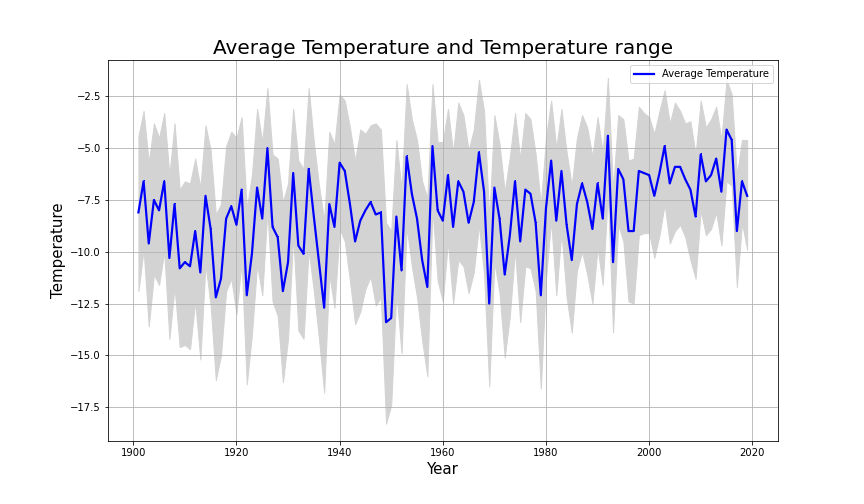 Average Temperature and Temperature range
Average Temperature
−2.5
−5.0
−7.5
−10.0
−12.5
−15.0
−17.5
Temperature
1900 1920 1940 1960 1980 2000 2020
Year